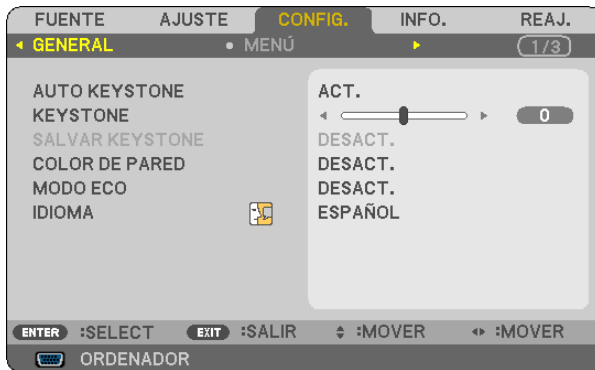 FUENTE AJUSTE CONFIG. INFO. REAJ.
GENERAL MENÚ 1/3
AUTO KEYSTONE ACT.
KEYSTONE 0
SALVAR KEYSTONE DESACT.
COLOR DE PARED DESACT.
MODO ECO DESACT.
IDIOMA ESPAÑOL
ENTER :SELECT EXIT :SALIR :MOVER :MOVER
ORDENADOR